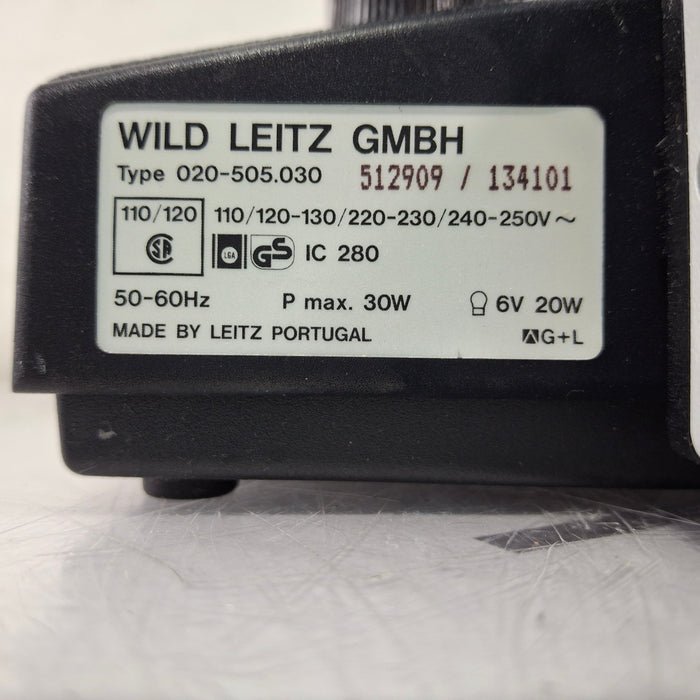 WILD LEITZ GMBH
Type 020-505.030 512909 / 134101
110/120 110/120-130/220-230/240-250V~
SA LGA GS IC 280
50-60Hz P max. 30W 6V 20W
MADE BY LEITZ PORTUGAL G+L